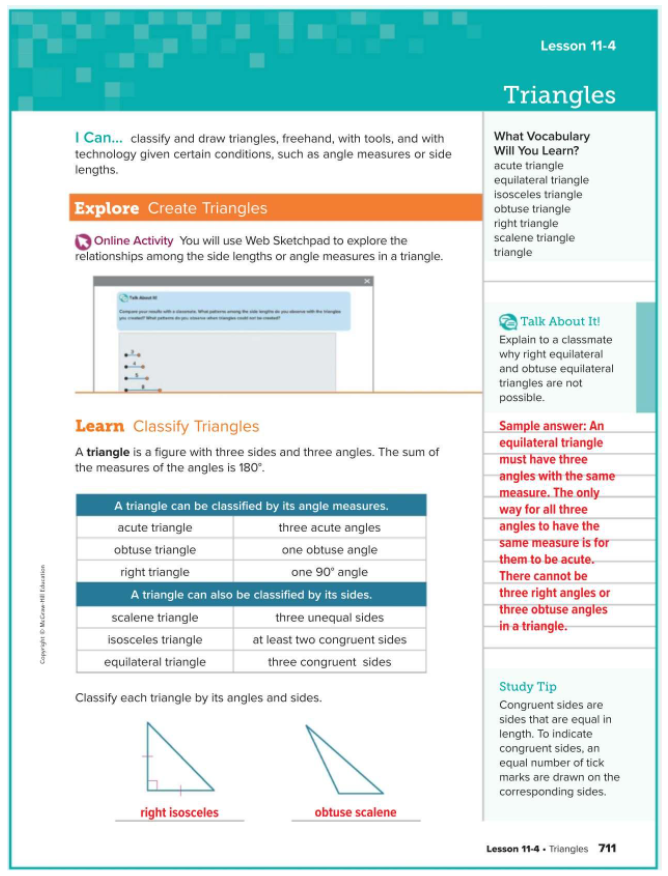 Lesson 11-4
Triangles
I Can... classify and draw triangles, freehand, with tools, and with
technology given certain conditions, such as angle measures or side
lengths.
Explore Create Triangles
Online Activity You will use Web Sketchpad to explore the
relationships among the side lengths or angle measures in a triangle.
Talk About It!
Compare your results with a classmate. What patterns among the side lengths do you observe with the triangles
you created? What patterns do you observe when triangles could not be created?
Learn Classify Triangles
A triangle is a figure with three sides and three angles. The sum of
the measures of the angles is 180°.
A triangle can be classified by its angle measures.
acute triangle three acute angles
obtuse triangle one obtuse angle
right triangle one 90° angle
A triangle can also be classified by its sides.
scalene triangle three unequal sides
isosceles triangle at least two congruent sides
equilateral triangle three congruent sides
Classify each triangle by its angles and sides.
right isosceles
obtuse scalene
Copyright © McGraw-Hill Education
What Vocabulary
Will You Learn?
acute triangle
equilateral triangle
isosceles triangle
obtuse triangle
right triangle
scalene triangle
triangle
Talk About It!
Explain to a classmate
why right equilateral
and obtuse equilateral
triangles are not
possible.
Sample answer: An
equilateral triangle
must have three
angles with the same
measure. The only
way for all three
angles to have the
same measure is for
them to be acute.
There cannot be
three right angles or
three obtuse angles
in a triangle.
Study Tip
Congruent sides are
sides that are equal in
length. To indicate
congruent sides, an
equal number of tick
marks are drawn on the
corresponding sides.
Lesson 11-4 • Triangles 711